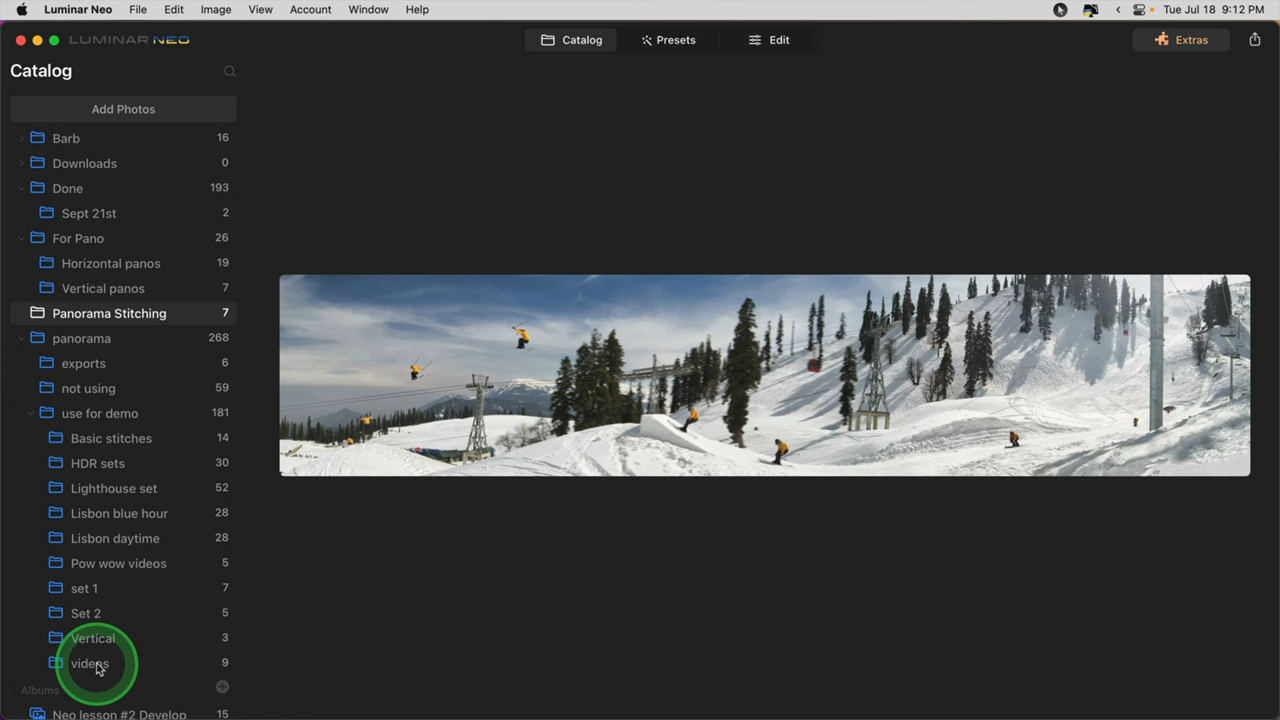 Luminar Neo File Edit Image View Account Window Help Tue Jul 18 9:12 PM
LUMINAR NEO Catalog Presets Edit Extras
Catalog
Add Photos
Barb 16
Downloads 0
Done 193
Sept 21st 2
For Pano 26
Horizontal panos 19
Vertical panos 7
Panorama Stitching 7
panorama 268
exports 6
not using 59
use for demo 181
Basic stitches 14
HDR sets 30
Lighthouse set 52
Lisbon blue hour 28
Lisbon daytime 28
Pow wow videos 5
set 1 7
Set 2 5
Vertical 3
videos 9
Albums
Neo lesson #2 Develop 15